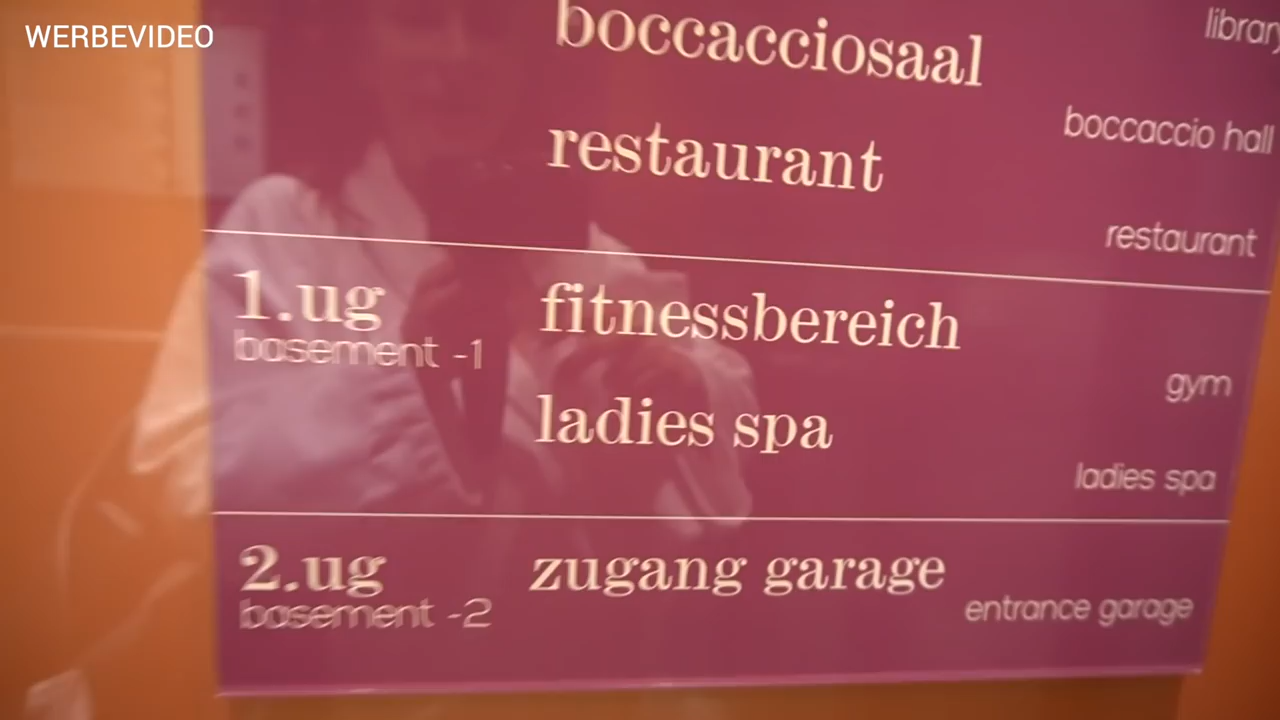 WERBEVIDEO
boccacciosaal
library
boccaccio hall
restaurant
restaurant
1.ug
basement -1
fitnessbereich
gym
ladies spa
ladies spa
2.ug
basement -2
zugang garage
entrance garage